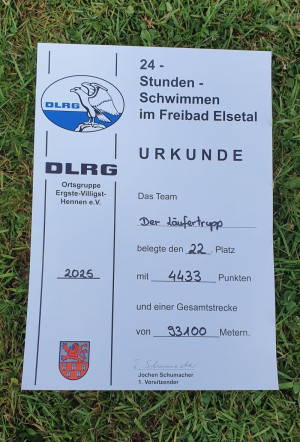 24 -
Stunden -
Schwimmen
im Freibad Elsetal
DLRG
URKUNDE
DLRG
Ortsgruppe
Ergste-Villigst-
Hennen e.V.
2025
Das Team
Der Läufertrupp
belegte den 22. Platz
mit 4433 Punkten
und einer Gesamtstrecke
von 93100 Metern.
Jochen Schumacher
1. Vorsitzender